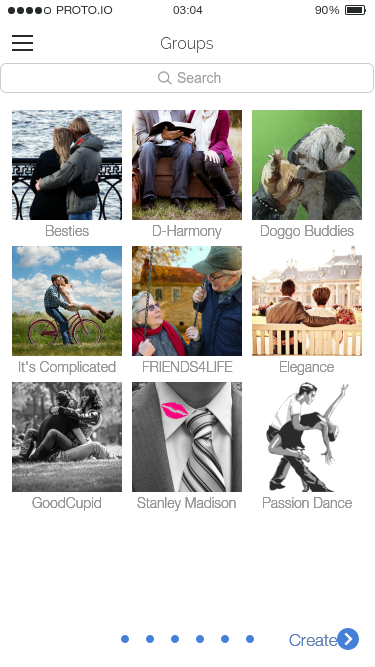 PROTO.IO 03:04 90%
Groups
Search
Besties D-Harmony Doggo Buddies
It's Complicated FRIENDS4LIFE Elegance
GoodCupid Stanley Madison Passion Dance
Create